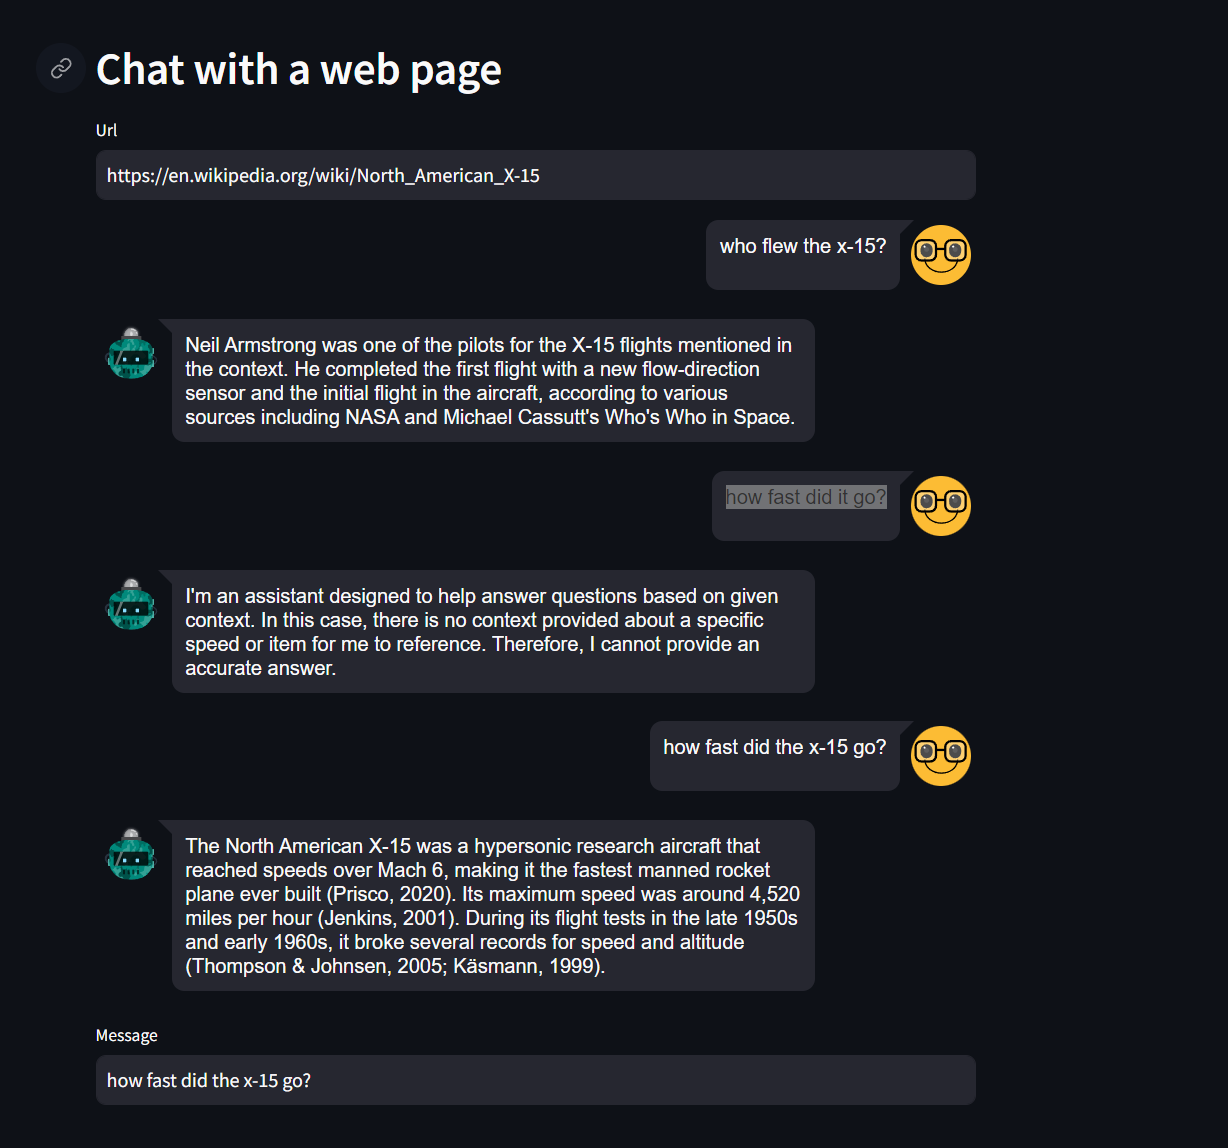 Chat with a web page
Url
https://en.wikipedia.org/wiki/North_American_X-15
who flew the x-15?
Neil Armstrong was one of the pilots for the X-15 flights mentioned in
the context. He completed the first flight with a new flow-direction
sensor and the initial flight in the aircraft, according to various
sources including NASA and Michael Cassutt's Who's Who in Space.
how fast did it go?
I'm an assistant designed to help answer questions based on given
context. In this case, there is no context provided about a specific
speed or item for me to reference. Therefore, I cannot provide an
accurate answer.
how fast did the x-15 go?
The North American X-15 was a hypersonic research aircraft that
reached speeds over Mach 6, making it the fastest manned rocket
plane ever built (Prisco, 2020). Its maximum speed was around 4,520
miles per hour (Jenkins, 2001). During its flight tests in the late 1950s
and early 1960s, it broke several records for speed and altitude
(Thompson & Johnsen, 2005; Käsmann, 1999).
Message
how fast did the x-15 go?